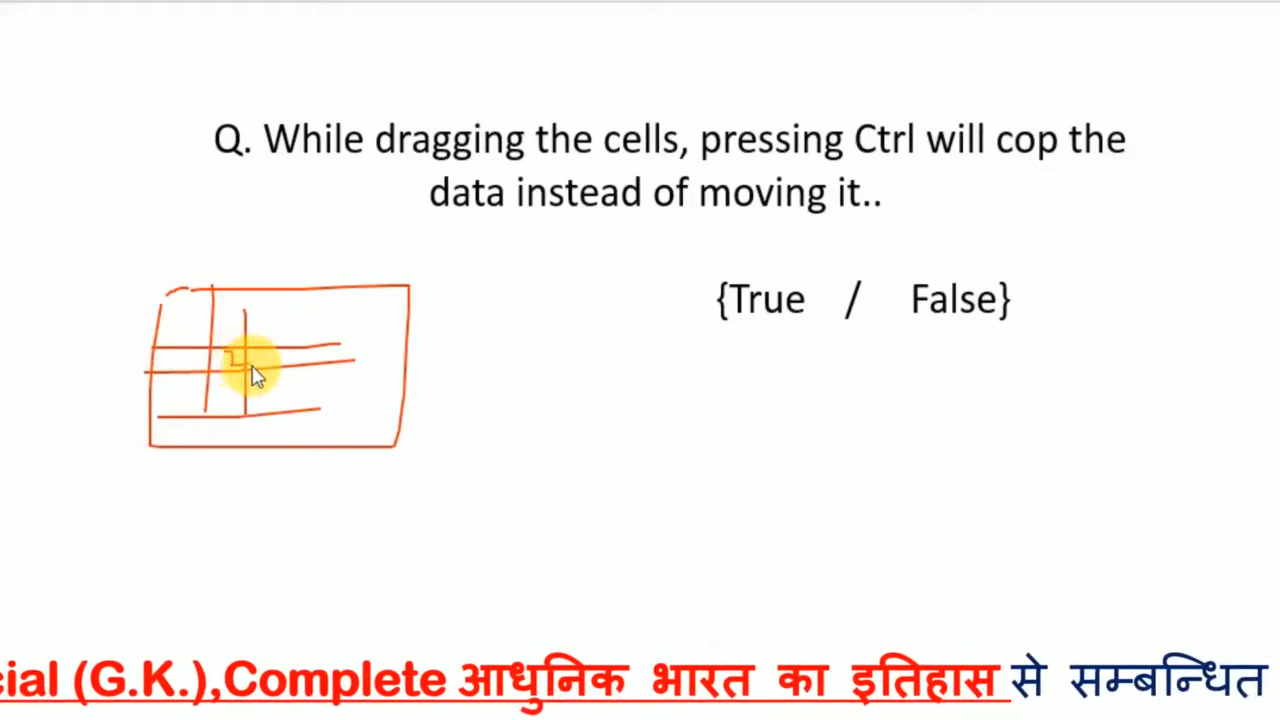 Q. While dragging the cells, pressing Ctrl will cop the
data instead of moving it..
{True / False}
cial (G.K.),Complete आधुनिक भारत का इतिहास से सम्बन्धित